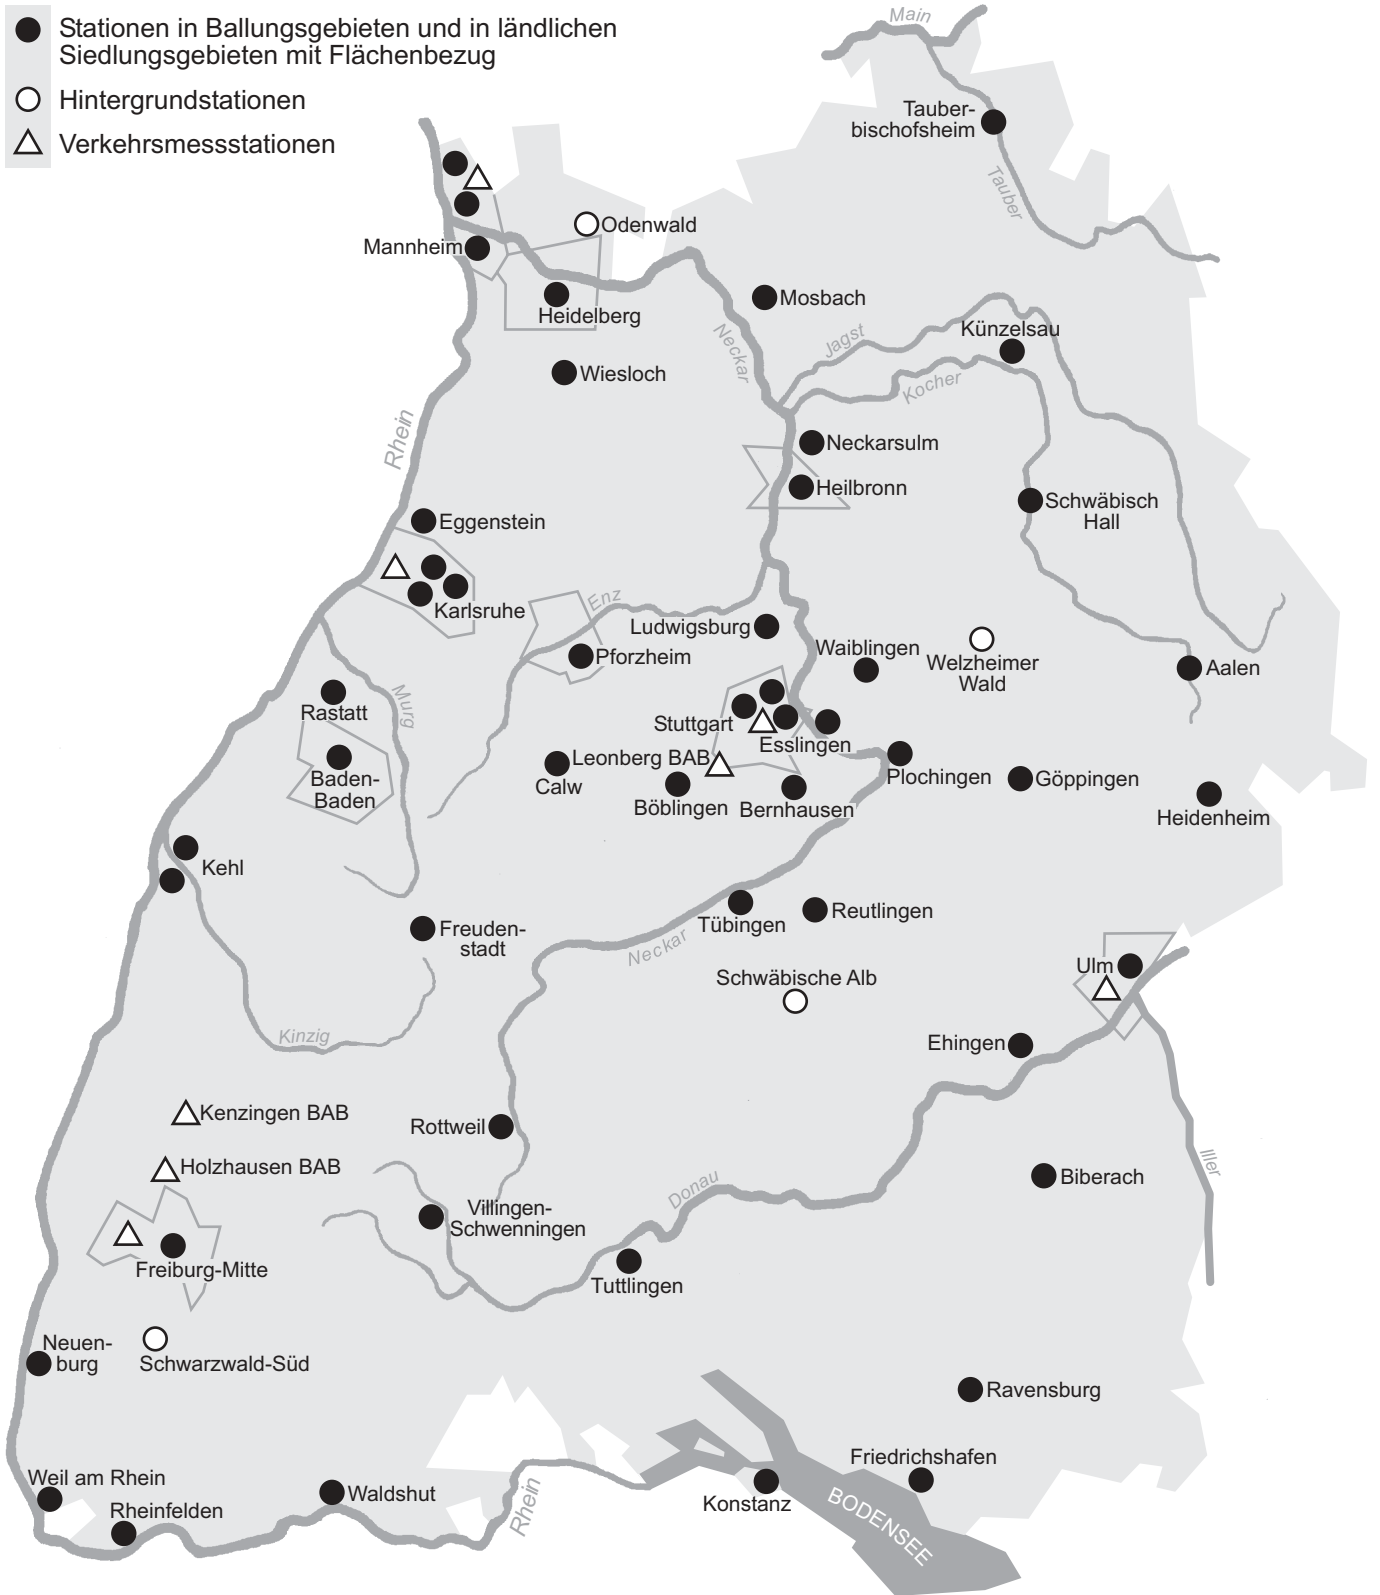 Stationen in Ballungsgebieten und in ländlichen
Siedlungsgebieten mit Flächenbezug
Hintergrundstationen
Verkehrsmessstationen
Main
Tauber-
bischofsheim
Tauber
Odenwald
Mannheim
Heidelberg
Mosbach
Neckar
Jagst
Künzelsau
Wiesloch
Kocher
Rhein
Neckarsulm
Heilbronn
Schwäbisch
Hall
Eggenstein
Karlsruhe
Enz
Ludwigsburg
Pforzheim
Waiblingen
Welzheimer
Wald
Aalen
Murg
Rastatt
Stuttgart
Esslingen
Leonberg BAB
Calw
Böblingen
Bernhausen
Plochingen
Göppingen
Heidenheim
Baden-
Baden
Kehl
Freuden-
stadt
Tübingen
Reutlingen
Neckar
Schwäbische Alb
Ulm
Kinzig
Ehingen
Kenzingen BAB
Rottweil
Holzhausen BAB
Iller
Biberach
Donau
Villingen-
Schwenningen
Freiburg-Mitte
Tuttlingen
Neuen-
burg
Schwarzwald-Süd
Ravensburg
Friedrichshafen
Weil am Rhein
Rheinfelden
Waldshut
Rhein
Konstanz
BODENSEE